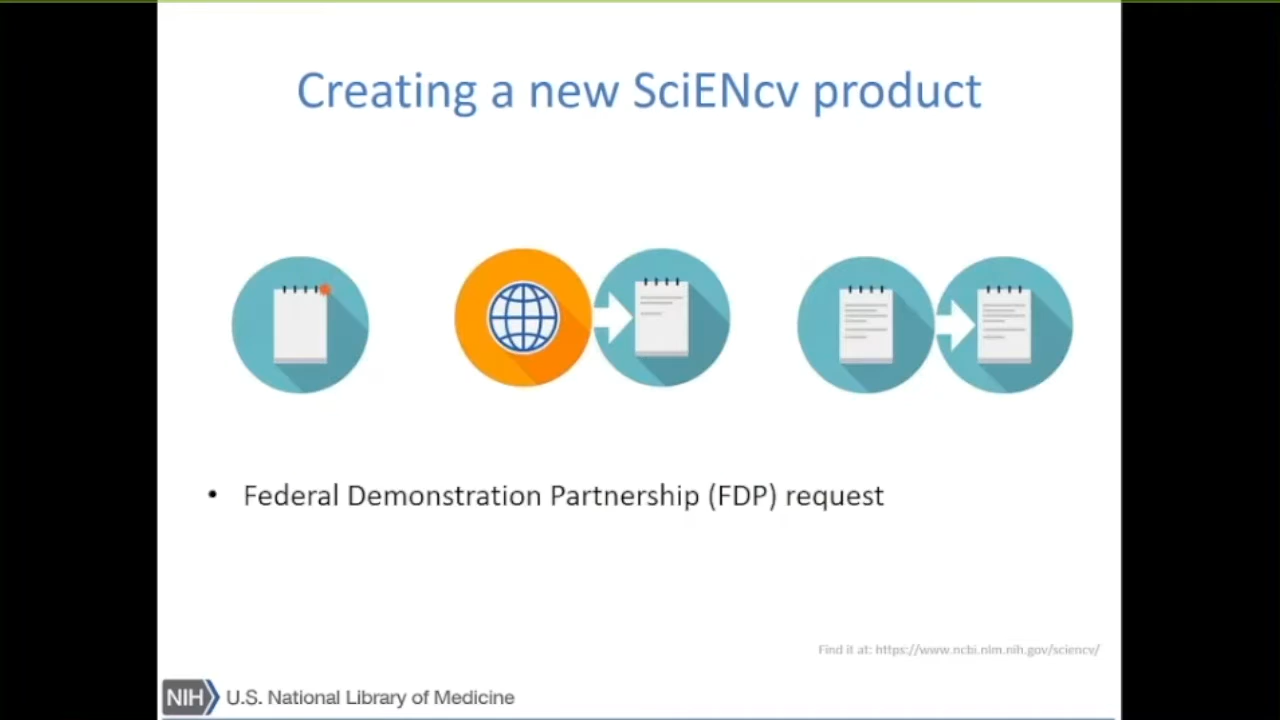 Creating a new SciENcv product
• Federal Demonstration Partnership (FDP) request
Find it at: https://www.ncbi.nlm.nih.gov/sciencv/
NIH U.S. National Library of Medicine